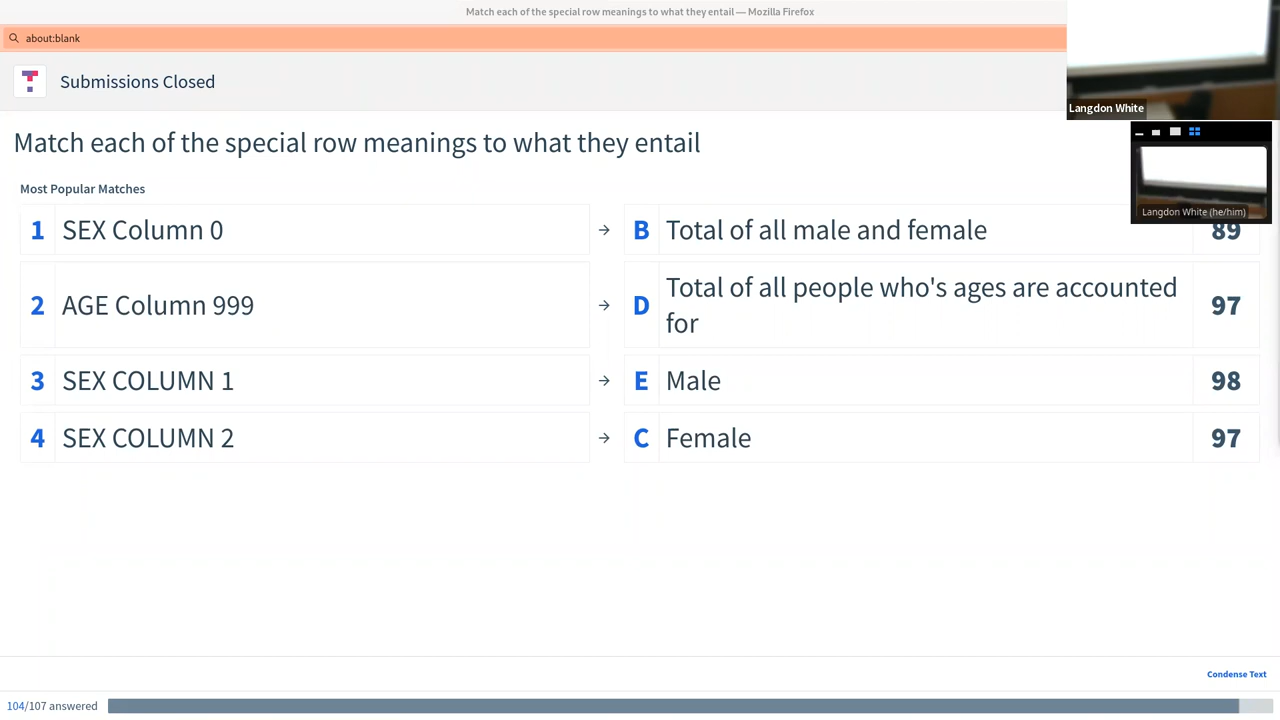 Match each of the special row meanings to what they entail — Mozilla Firefox
about:blank
Submissions Closed
Langdon White
Match each of the special row meanings to what they entail
Most Popular Matches
Langdon White (he/him)
1 SEX Column 0 → B Total of all male and female 89
2 AGE Column 999 → D Total of all people who's ages are accounted
for 97
3 SEX COLUMN 1 → E Male 98
4 SEX COLUMN 2 → C Female 97
Condense Text
104/107 answered